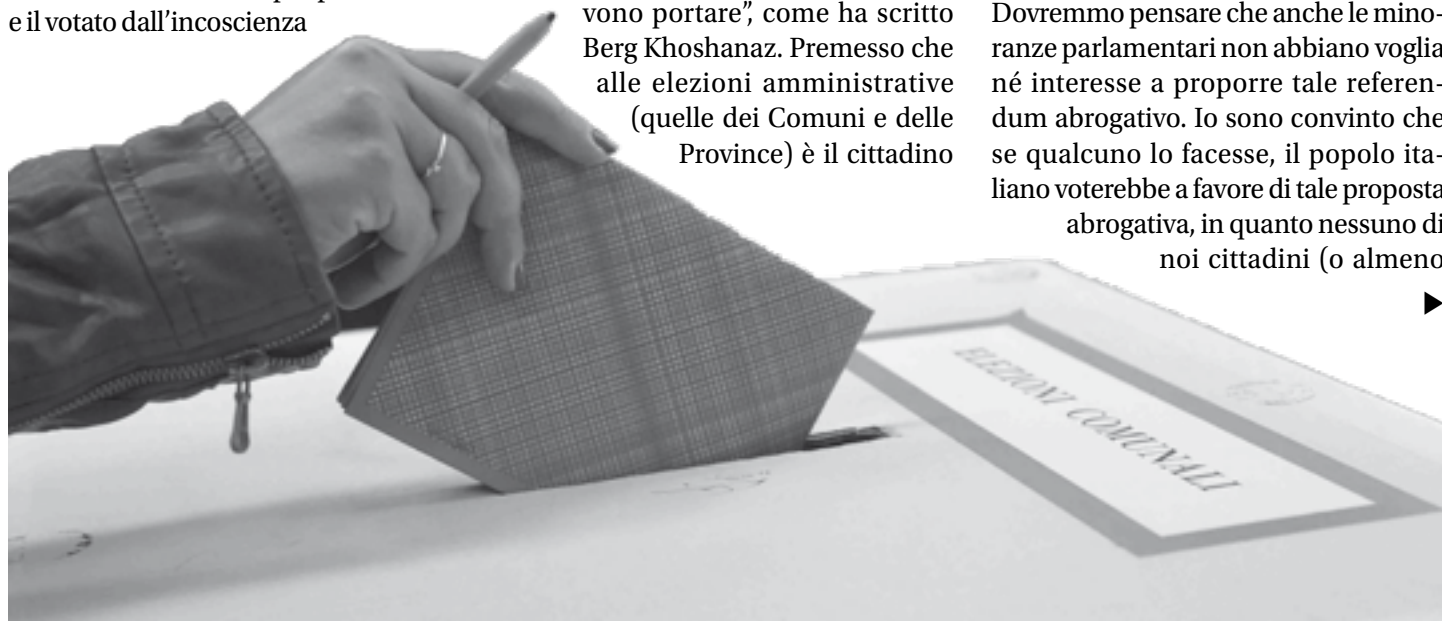 e il votato dall’incoscienza
vono portare”, come ha scritto
Berg Khoshanaz. Premesso che
alle elezioni amministrative
(quelle dei Comuni e delle
Province) è il cittadino
Dovremmo pensare che anche le mino-
ranze parlamentari non abbiano voglia
né interesse a proporre tale referen-
dum abrogativo. Io sono convinto che
se qualcuno lo facesse, il popolo ita-
liano voterebbe a favore di tale proposta
abrogativa, in quanto nessuno di
noi cittadini (o almeno
ELEZIONI COMUNALI